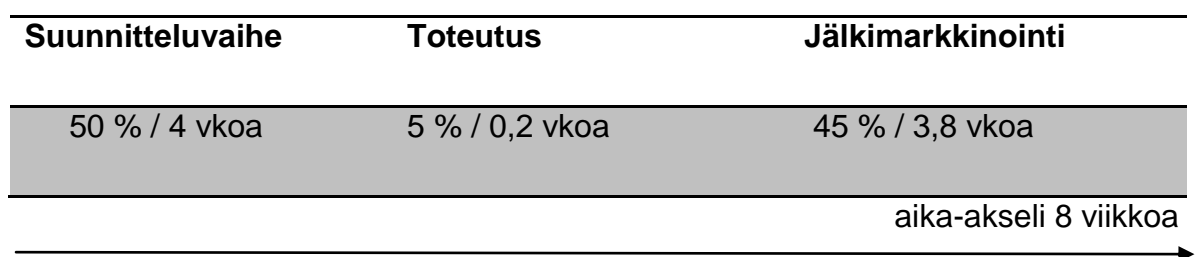 Suunnitteluvaihe Toteutus Jälkimarkkinointi
50 % / 4 vkoa 5 % / 0,2 vkoa 45 % / 3,8 vkoa
aika-akseli 8 viikkoa